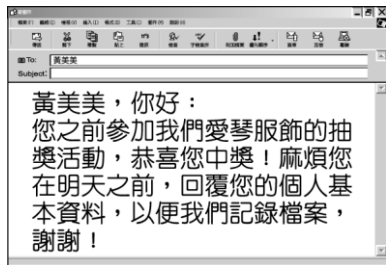 To: 黃美美
Subject:
黃美美，你好：
您之前參加我們愛琴服飾的抽
獎活動，恭喜您中獎！麻煩您
在明天之前，回覆您的個人基
本資料，以便我們記錄檔案，
謝謝！